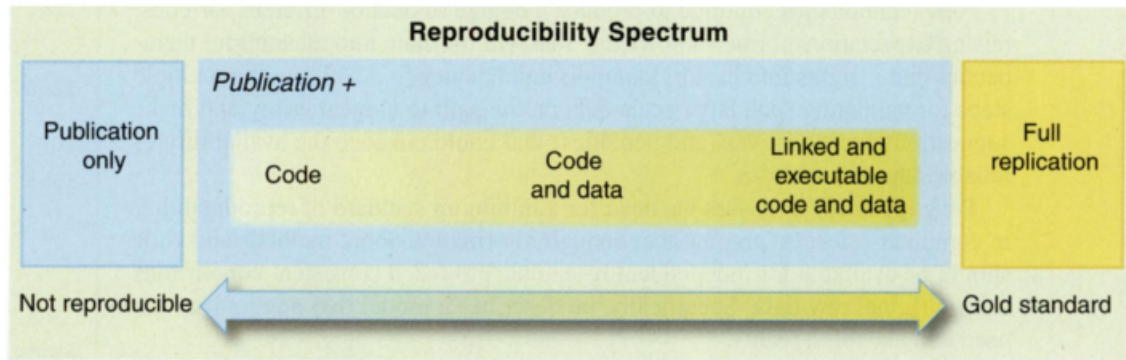 Reproducibility Spectrum
Publication +
Publication
only
Code
Code
and data
Linked and
executable
code and data
Full
replication
Not reproducible
Gold standard